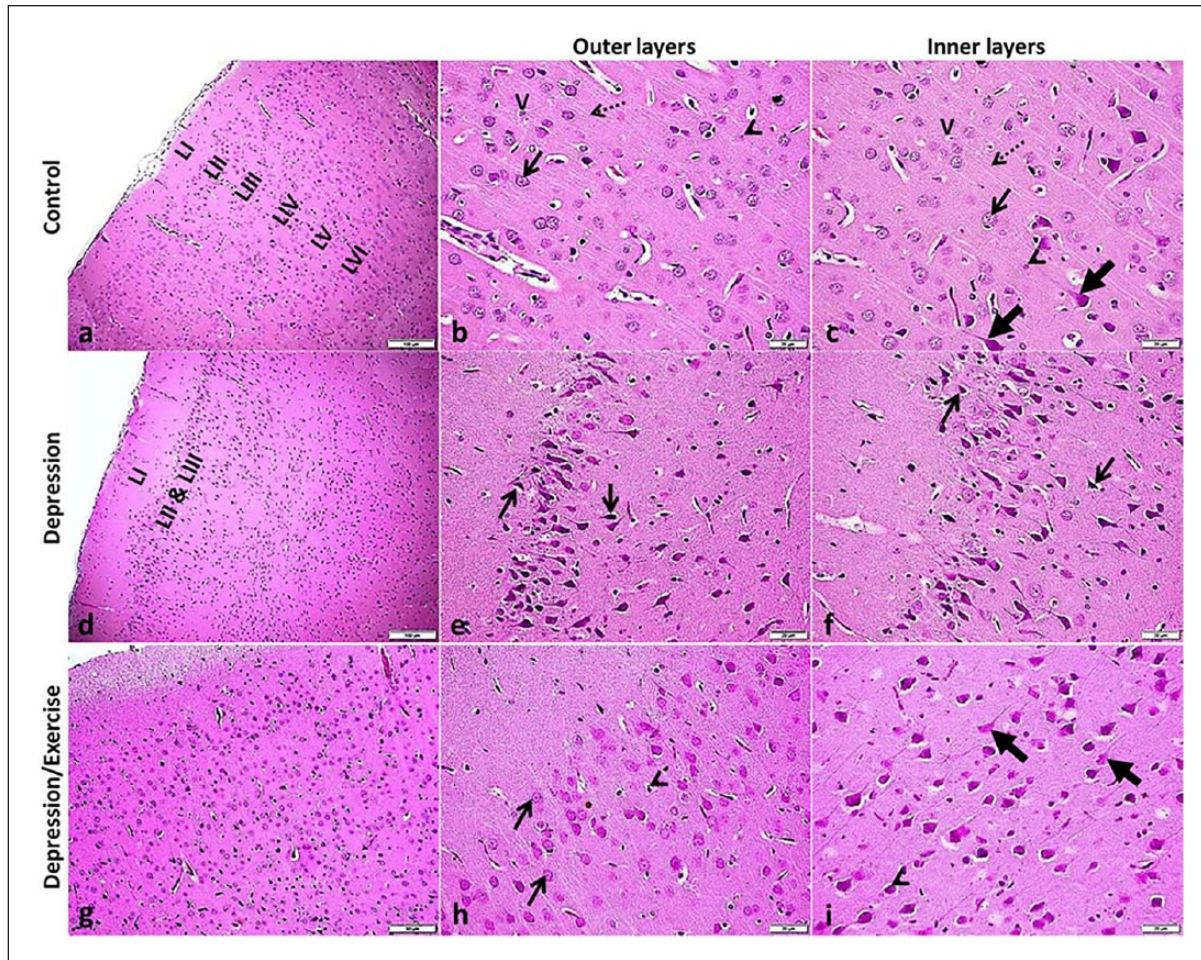 Outer layers
Inner layers
Control
LI
LII
LIII
LIV
LV
LVI
a
V
b
V
c
Depression
LI
LII & LIII
d
e
f
Depression/Exercise
g
h
i